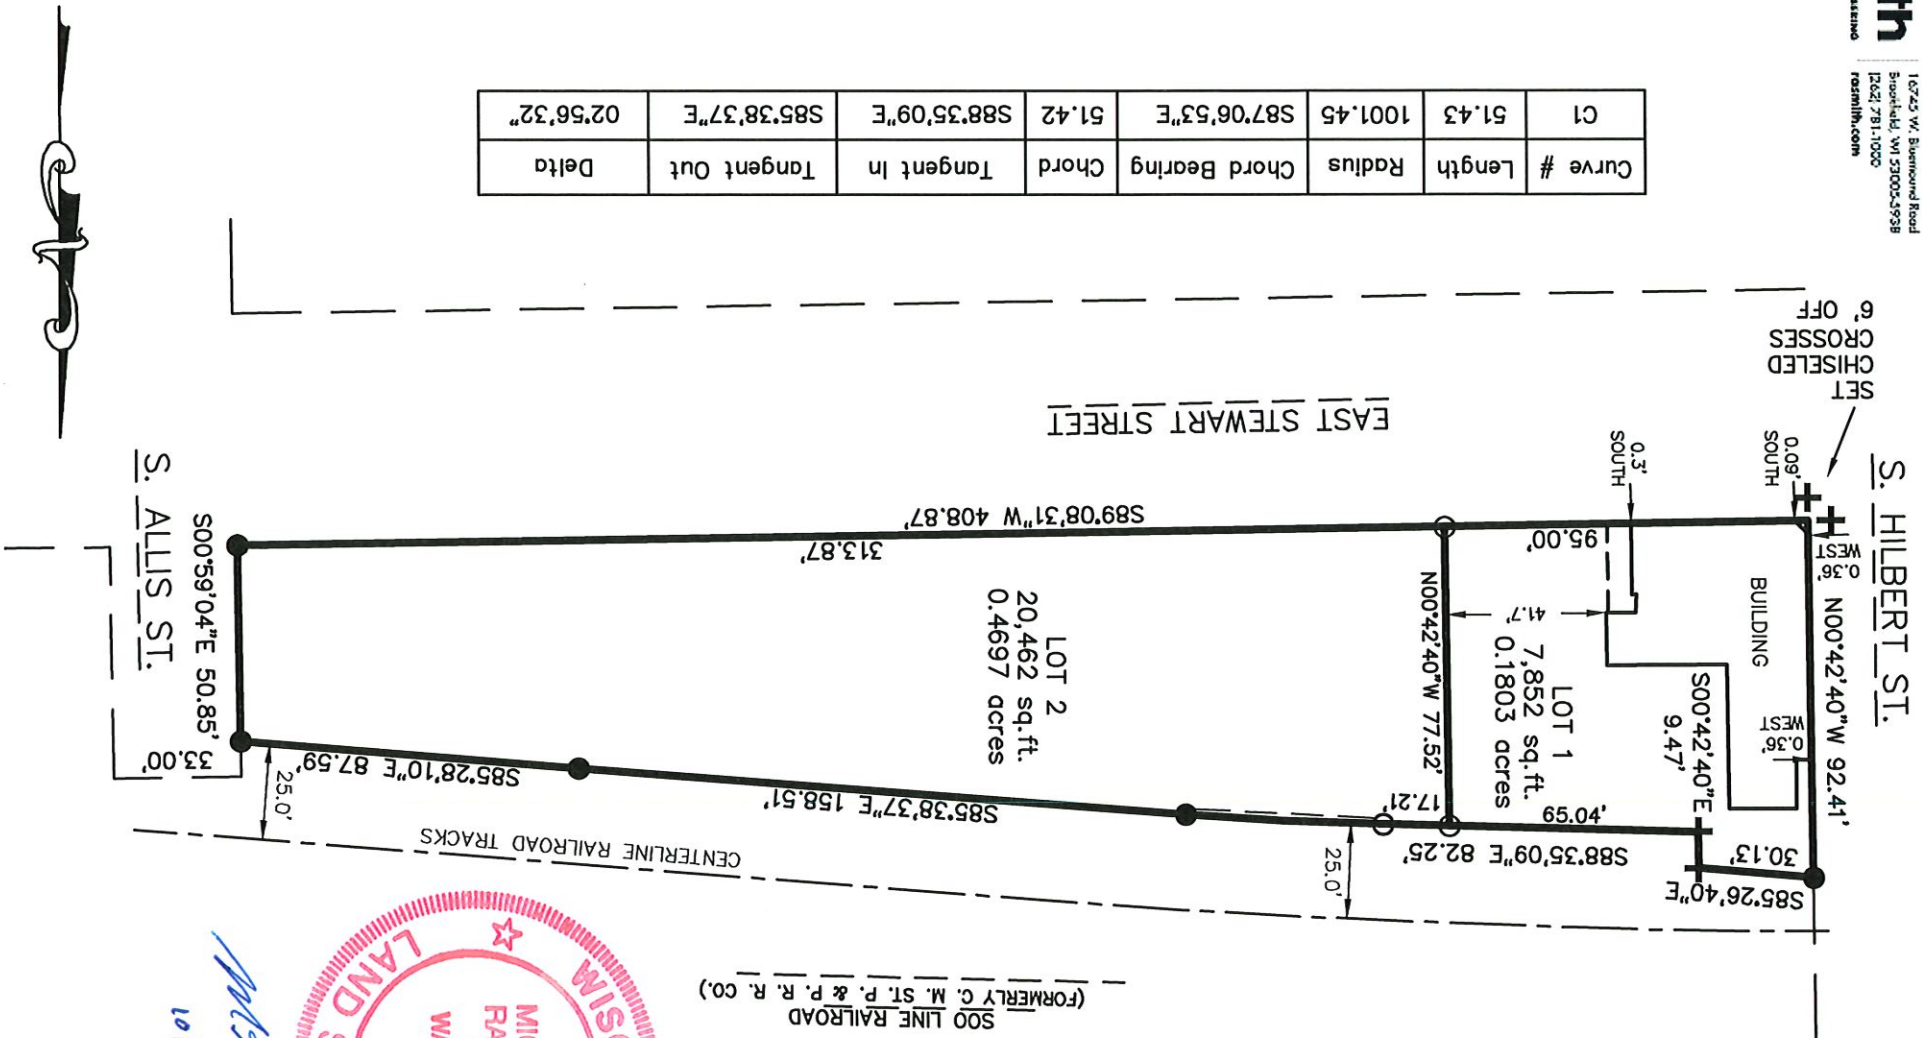 SOO LINE RAILROAD
(FORMERLY C. M. ST. P. & P. R. R. CO.)
CENTERLINE RAILROAD TRACKS
25.0'
25.0'
S85°26'40"E
30.13'
S88°35'09"E 82.25'
65.04'
17.21'
S00°42'40"E
9.47'
S85°38'37"E 158.51'
S85°28'10"E 87.59'
33.00'
S00°59'04"E 50.85'
S. ALLIS ST.
S. HILBERT ST.
N00°42'40"W 92.41'
0.36'
WEST
0.36'
WEST
BUILDING
LOT 1
7,852 sq.ft.
0.1803 acres
41.7'
N00°42'40"W 77.52'
LOT 2
20,462 sq.ft.
0.4697 acres
95.00'
313.87'
S89°08'31"W 408.87'
0.09'
SOUTH
0.3'
SOUTH
SET
CHISELED
CROSSES
6' OFF
EAST STEWART STREET
Curve # Length Radius Chord Bearing Chord Tangent In Tangent Out Delta
C1 51.43 1001.45 S87°06'53"E 51.42 S88°35'09"E S85°38'37"E 02°56'32"
16745 W. Bluemound Road
Brookfield, WI 53005-5938
(262) 781-1000
rasmith.com
LAND